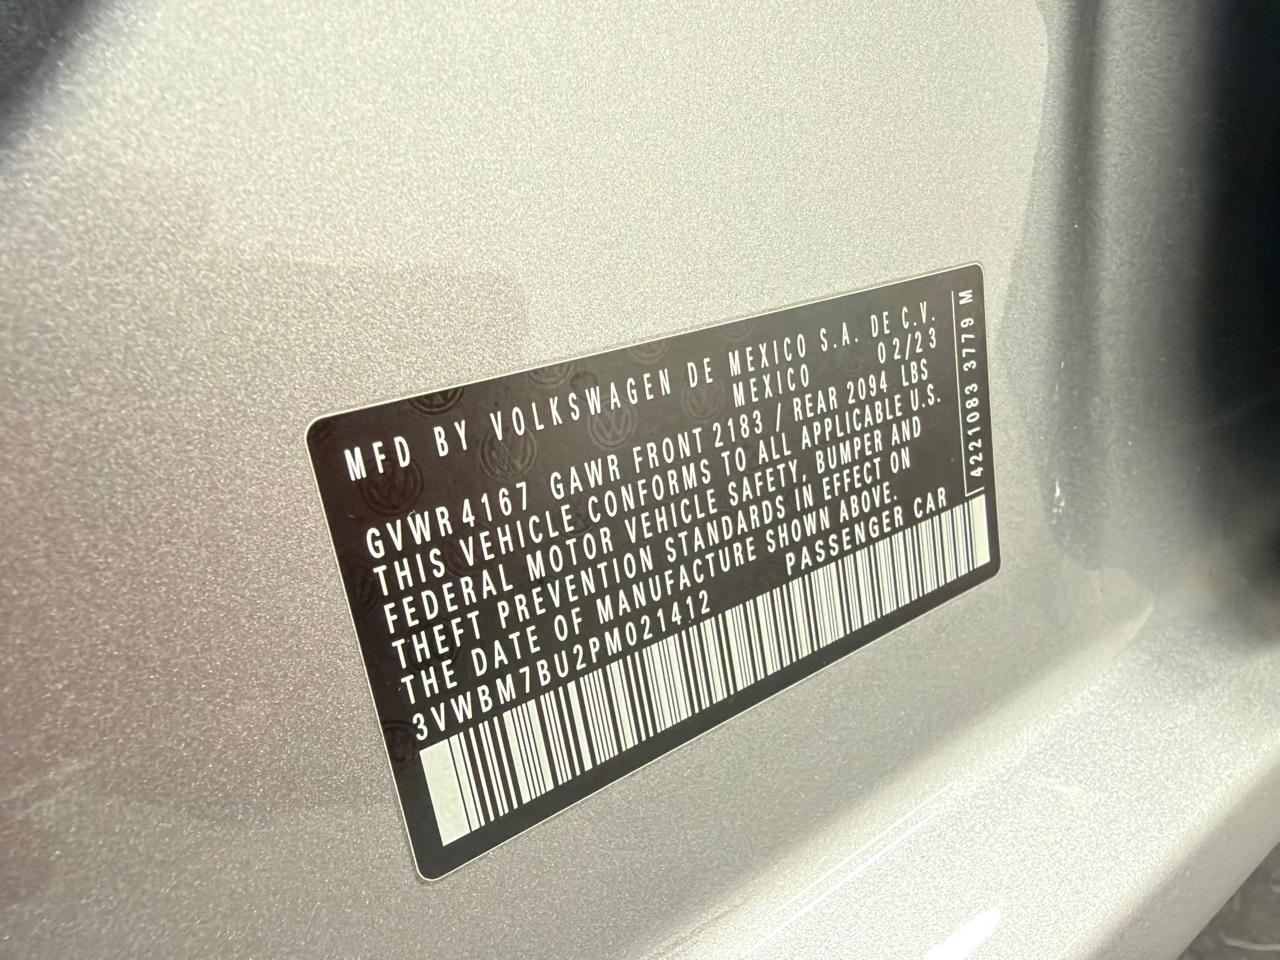 MFD BY VOLKSWAGEN DE MEXICO S.A. DE C.V.
MEXICO 02/23
GVWR 4167 GAWR FRONT 2183 / REAR 2094 LBS
THIS VEHICLE CONFORMS TO ALL APPLICABLE U.S.
FEDERAL MOTOR VEHICLE SAFETY, BUMPER AND
THEFT PREVENTION STANDARDS IN EFFECT ON
THE DATE OF MANUFACTURE SHOWN ABOVE.
3VWBM7BU2PM021412 PASSENGER CAR
4221083 3779 M